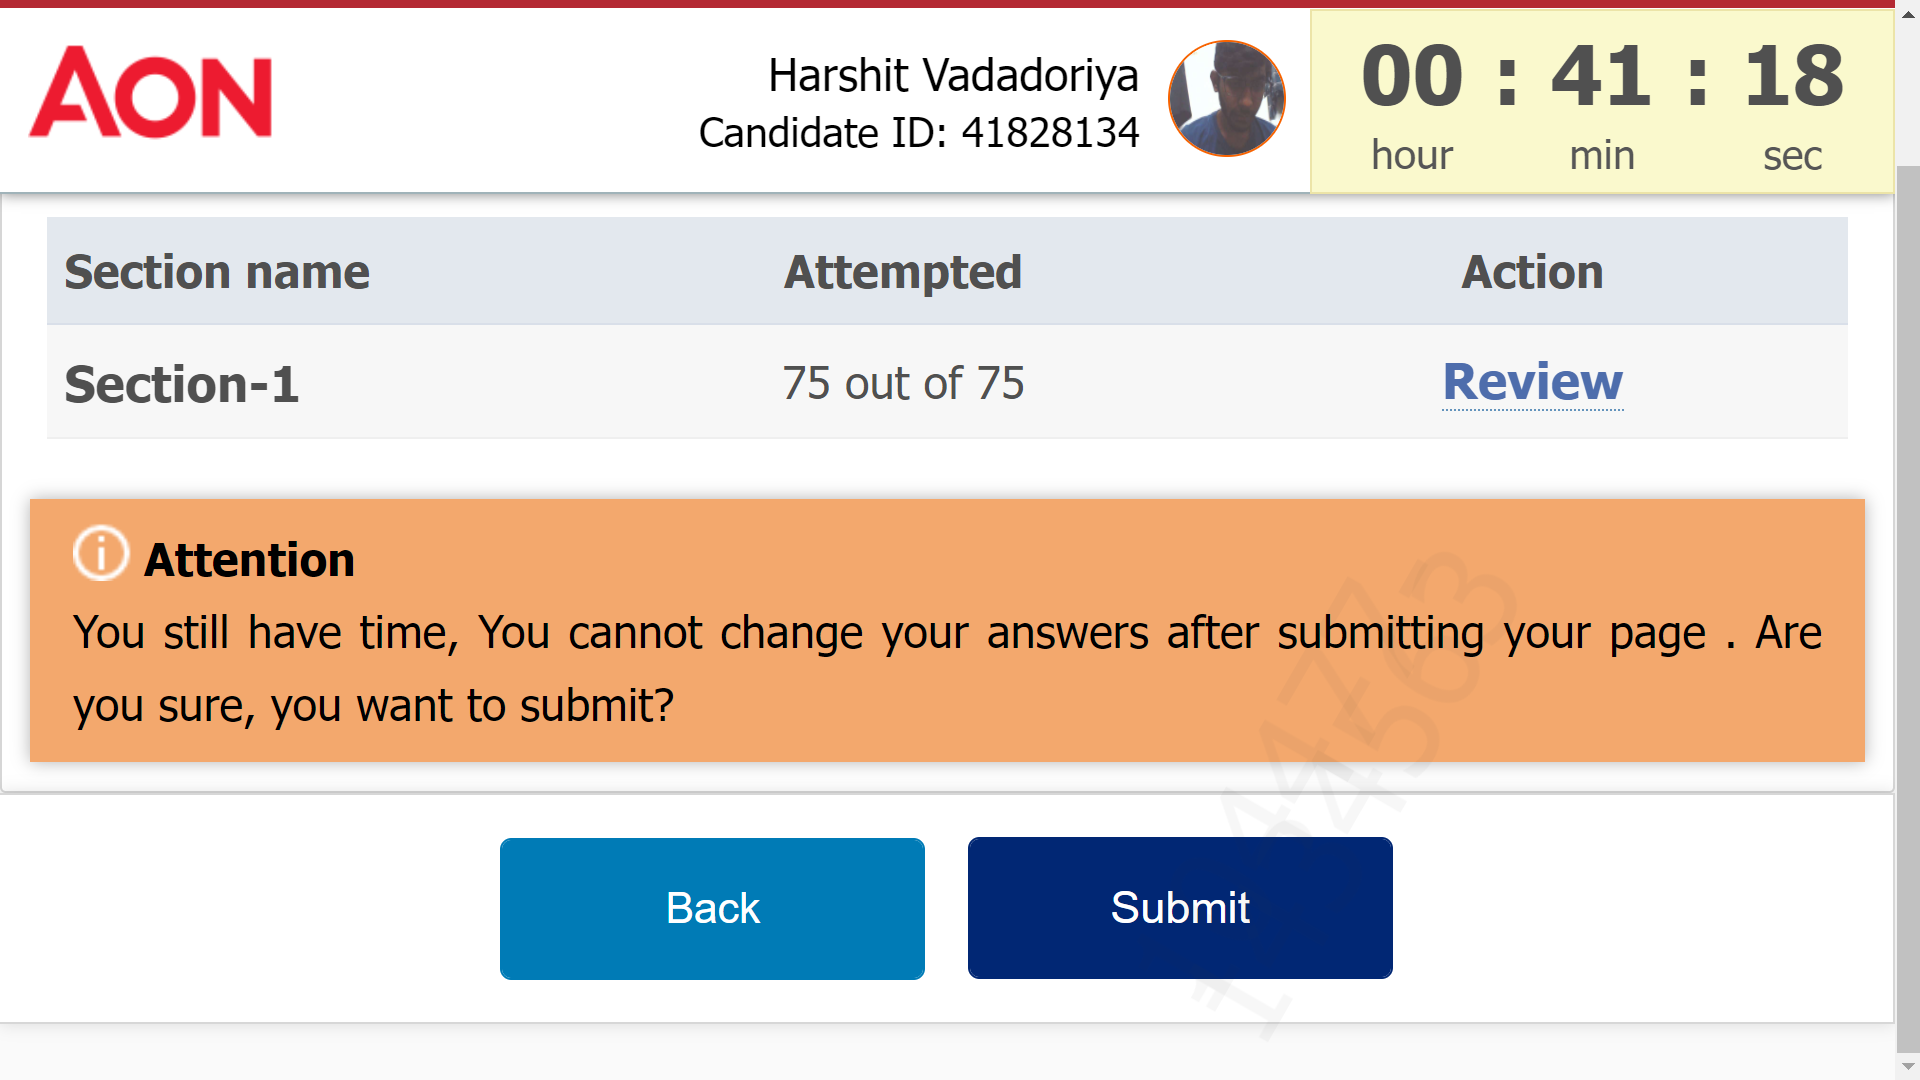 AON
Harshit Vadadoriya
Candidate ID: 41828134
00 : 41 : 18
hour min sec
Section name Attempted Action
Section-1 75 out of 75 Review
Attention
You still have time, You cannot change your answers after submitting your page . Are
you sure, you want to submit?
Back Submit